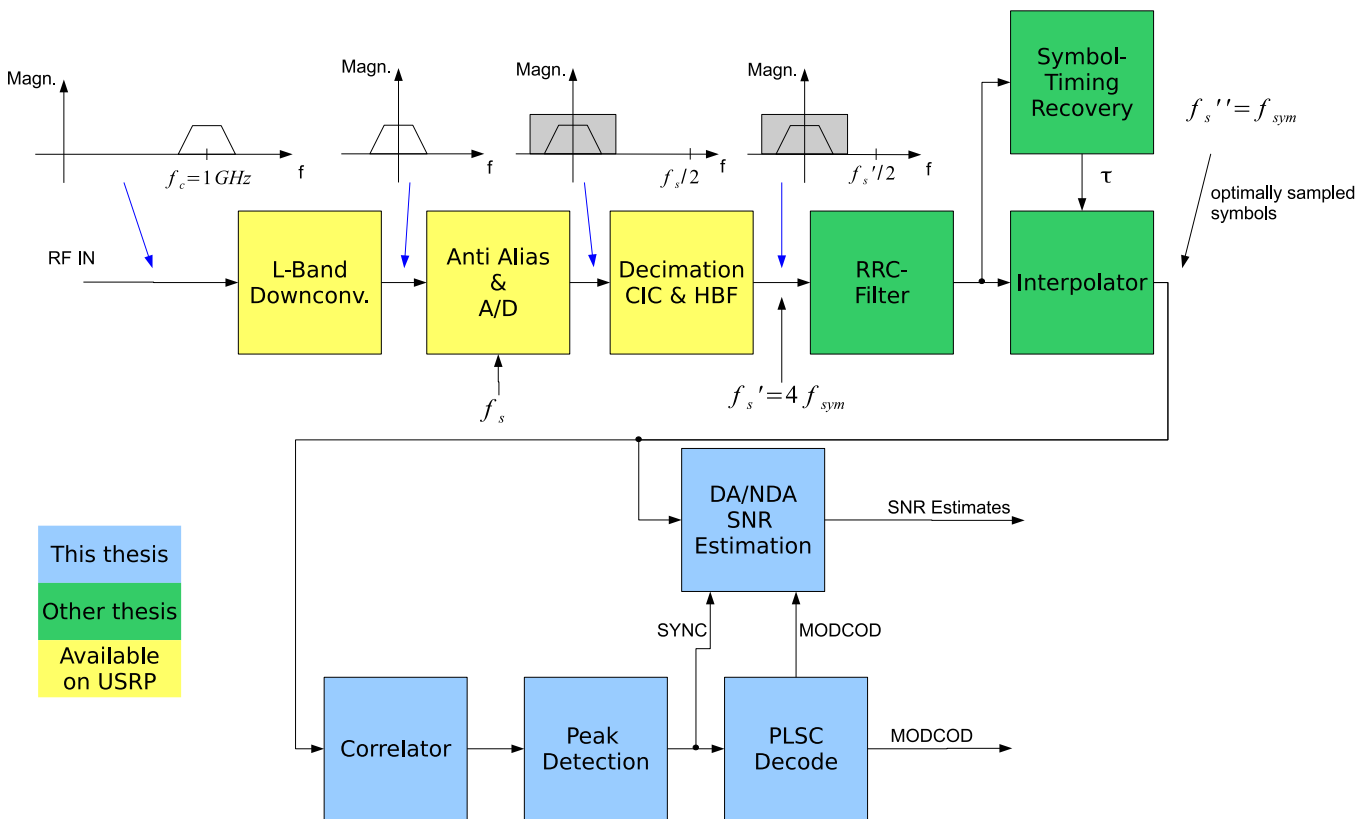 Magn.
f
f_c=1 GHz
Magn.
f
Magn.
f
f_s/2
Magn.
f
f_s'/2
Symbol-
Timing
Recovery
f_s''=f_sym
τ
optimally sampled
symbols
RF IN
L-Band
Downconv.
Anti Alias
&
A/D
Decimation
CIC & HBF
RRC-
Filter
Interpolator
f_s
f_s'=4 f_sym
DA/NDA
SNR
Estimation
SNR Estimates
This thesis
Other thesis
Available
on USRP
SYNC
MODCOD
Correlator
Peak
Detection
PLSC
Decode
MODCOD